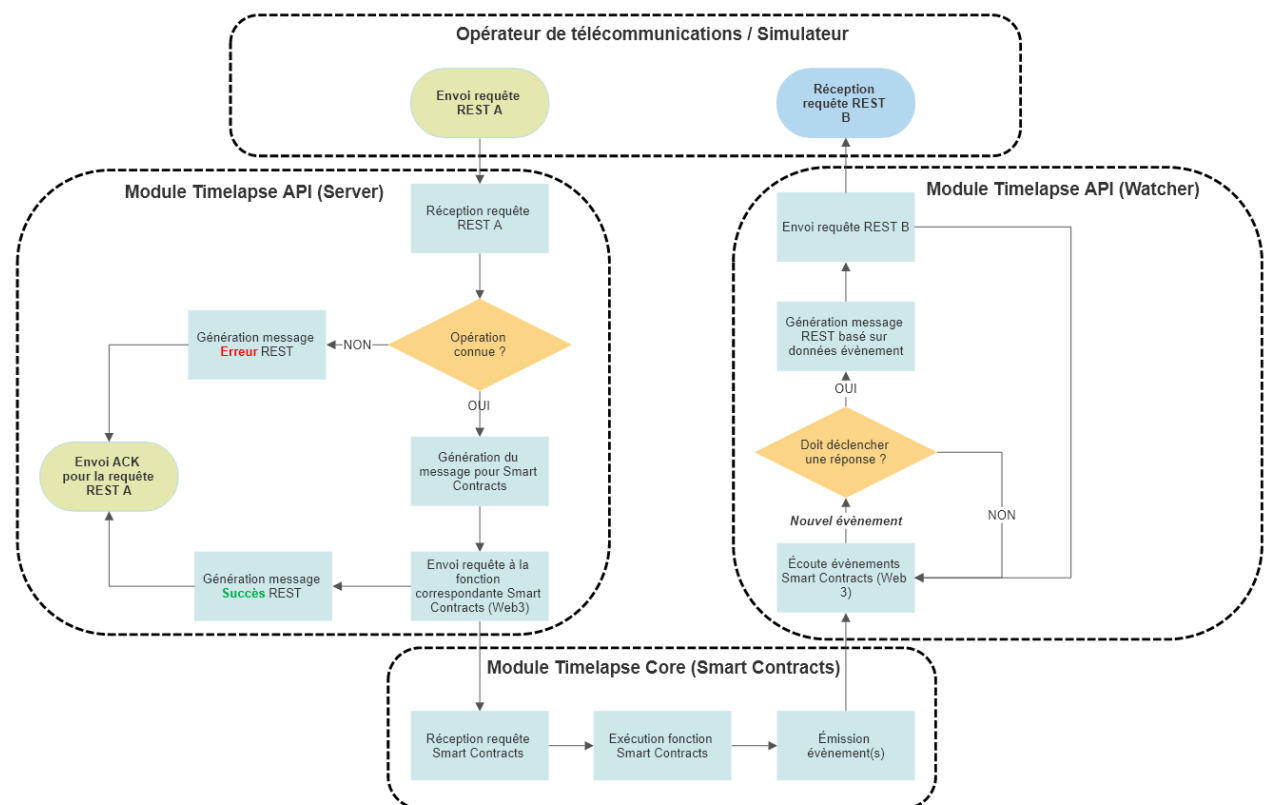 Opérateur de télécommunications / Simulateur
Envoi requête
REST A
Réception
requête REST
B
Module Timelapse API (Server)
Réception requête
REST A
Opération
connue ?
NON
Génération message
Erreur REST
OUI
Envoi ACK
pour la requête
REST A
Génération du
message pour Smart
Contracts
Envoi requête à la
fonction
correspondante Smart
Contracts (Web3)
Génération message
Succès REST
Module Timelapse API (Watcher)
Envoi requête REST B
Génération message
REST basé sur
données évènement
OUI
Doit déclencher
une réponse ?
NON
Nouvel évènement
Écoute évènements
Smart Contracts (Web
3)
Module Timelapse Core (Smart Contracts)
Réception requête
Smart Contracts
Exécution fonction
Smart Contracts
Émission
évènement(s)